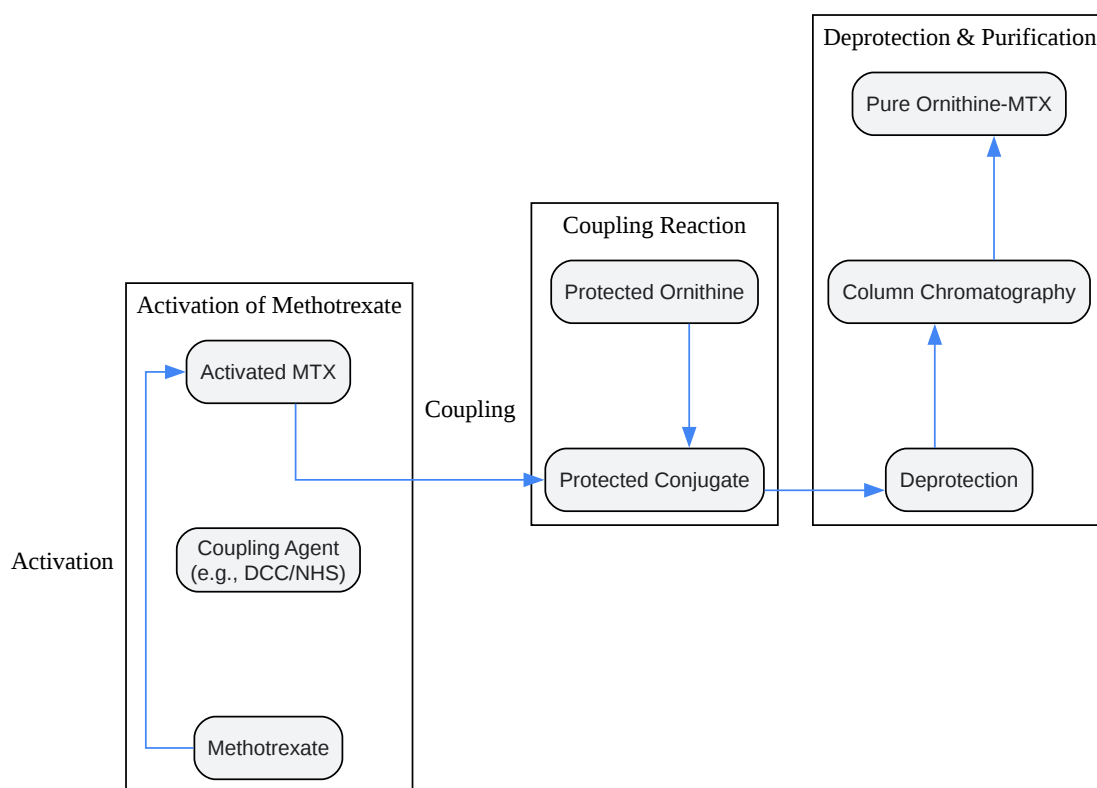 Deprotection & Purification
Pure Ornithine-MTX
Column Chromatography
Deprotection
Coupling Reaction
Protected Ornithine
Protected Conjugate
Coupling
Activation of Methotrexate
Activated MTX
Coupling Agent
(e.g., DCC/NHS)
Methotrexate
Activation